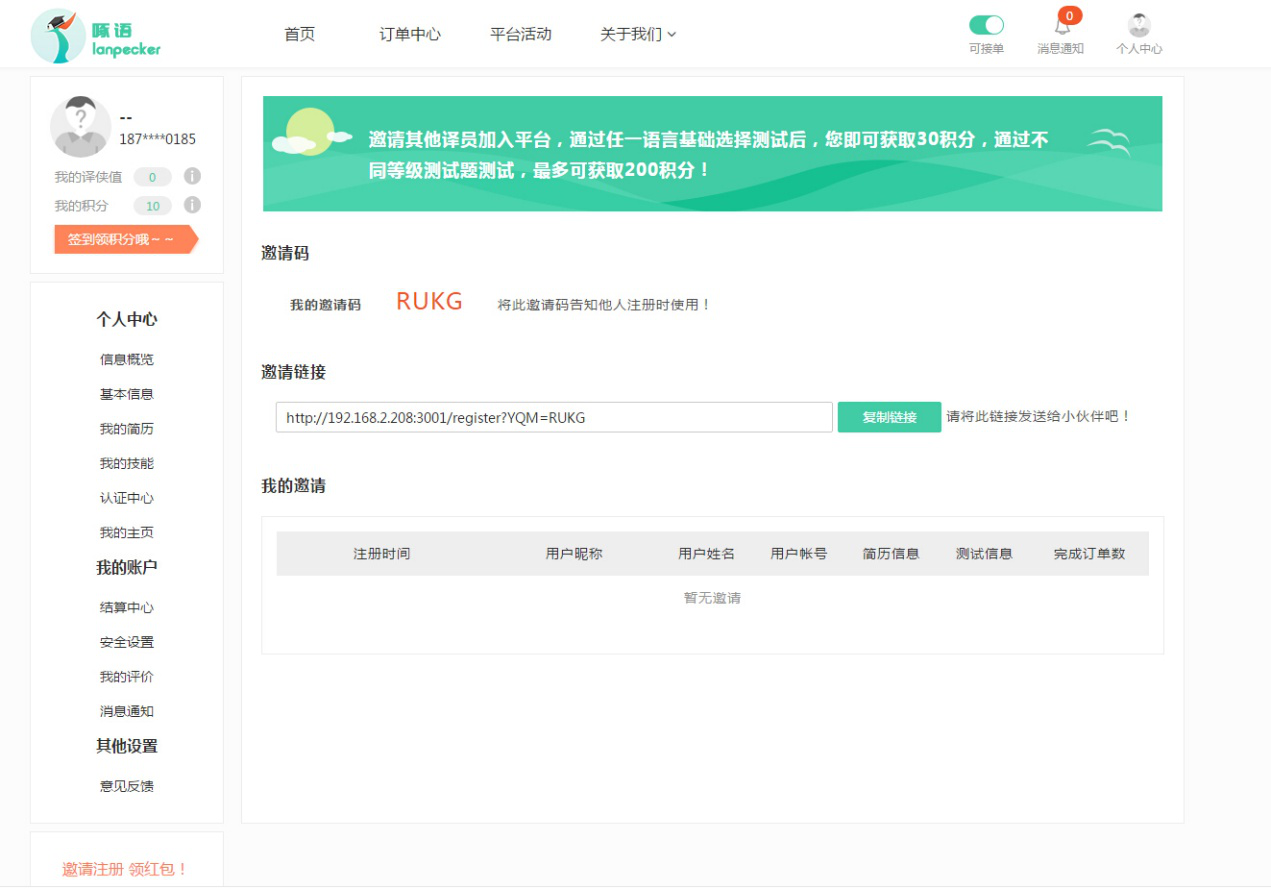 啄语
lanpecker
首页
订单中心
平台活动
关于我们
可接单
0
消息通知
个人中心
--
187****0185
我的译侠值 0
我的积分 10
签到领积分哦~~
个人中心
信息概览
基本信息
我的简历
我的技能
认证中心
我的主页
我的账户
结算中心
安全设置
我的评价
消息通知
其他设置
意见反馈
邀请注册 领红包！
邀请其他译员加入平台，通过任一语言基础选择测试后，您即可获取30积分，通过不
同等级测试题测试，最多可获取200积分！
邀请码
我的邀请码 RUKG 将此邀请码告知他人注册时使用！
邀请链接
http://192.168.2.208:3001/register?YQM=RUKG 复制链接 请将此链接发送给小伙伴吧！
我的邀请
注册时间 用户昵称 用户姓名 用户帐号 简历信息 测试信息 完成订单数
暂无邀请